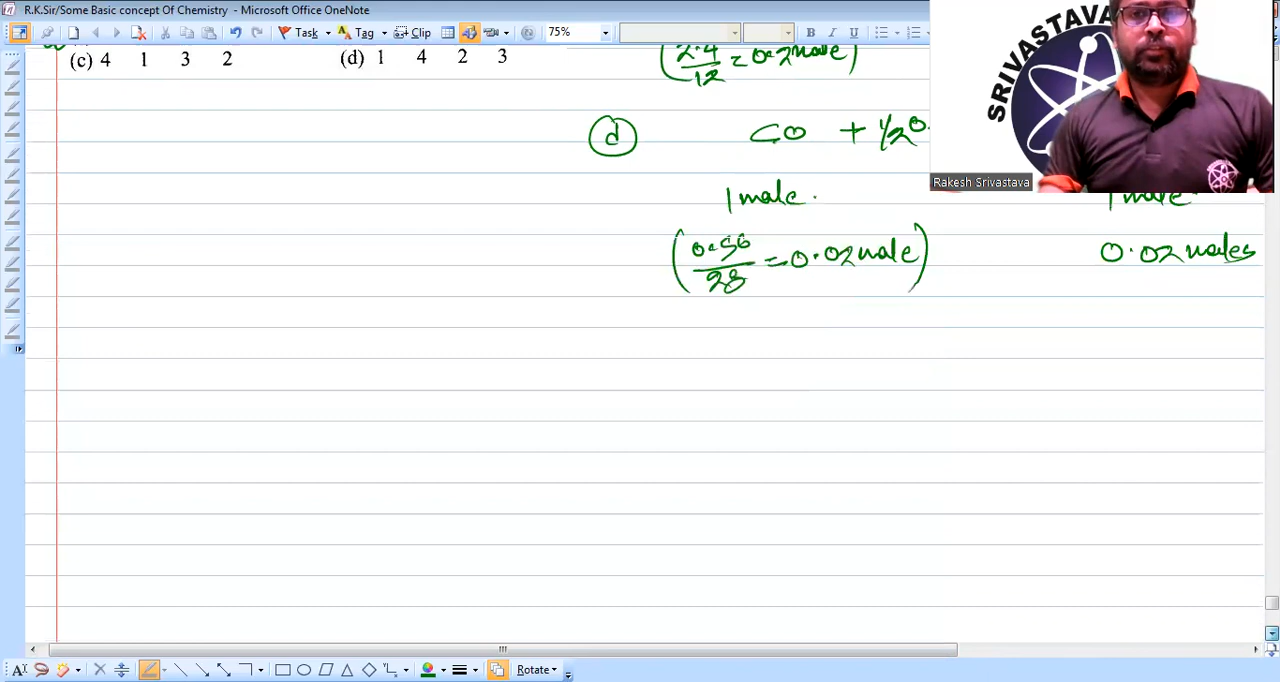 R.K.Sir/Some Basic concept Of Chemistry - Microsoft Office OneNote
Task Tag Clip 75% B I U
(c) 4 1 3 2 (d) 1 4 2 3
(2.4/12 = 0.2 mole)
(d) CO + 1/2 O
1 mole. 1 mole.
(0.56/28 = 0.02 mole) 0.02 moles
SRIVASTAVA
Rakesh Srivastava
Rotate